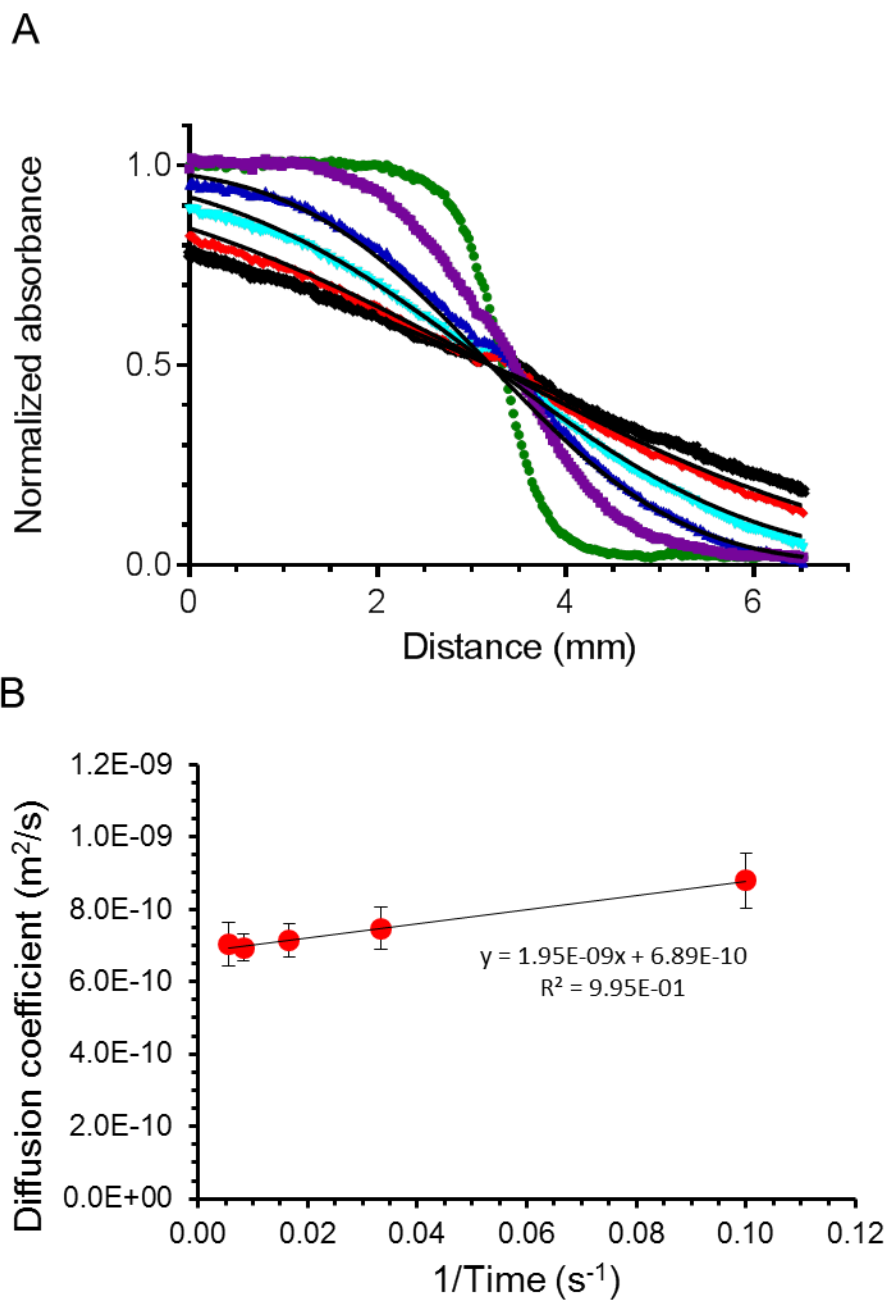 A
Normalized absorbance
1.0
0.5
0.0
0 2 4 6
Distance (mm)
B
Diffusion coefficient (m²/s)
1.2E-09
1.0E-09
8.0E-10
6.0E-10
4.0E-10
2.0E-10
0.0E+00
y = 1.95E-09x + 6.89E-10
R² = 9.95E-01
0.00 0.02 0.04 0.06 0.08 0.10 0.12
1/Time (s⁻¹)